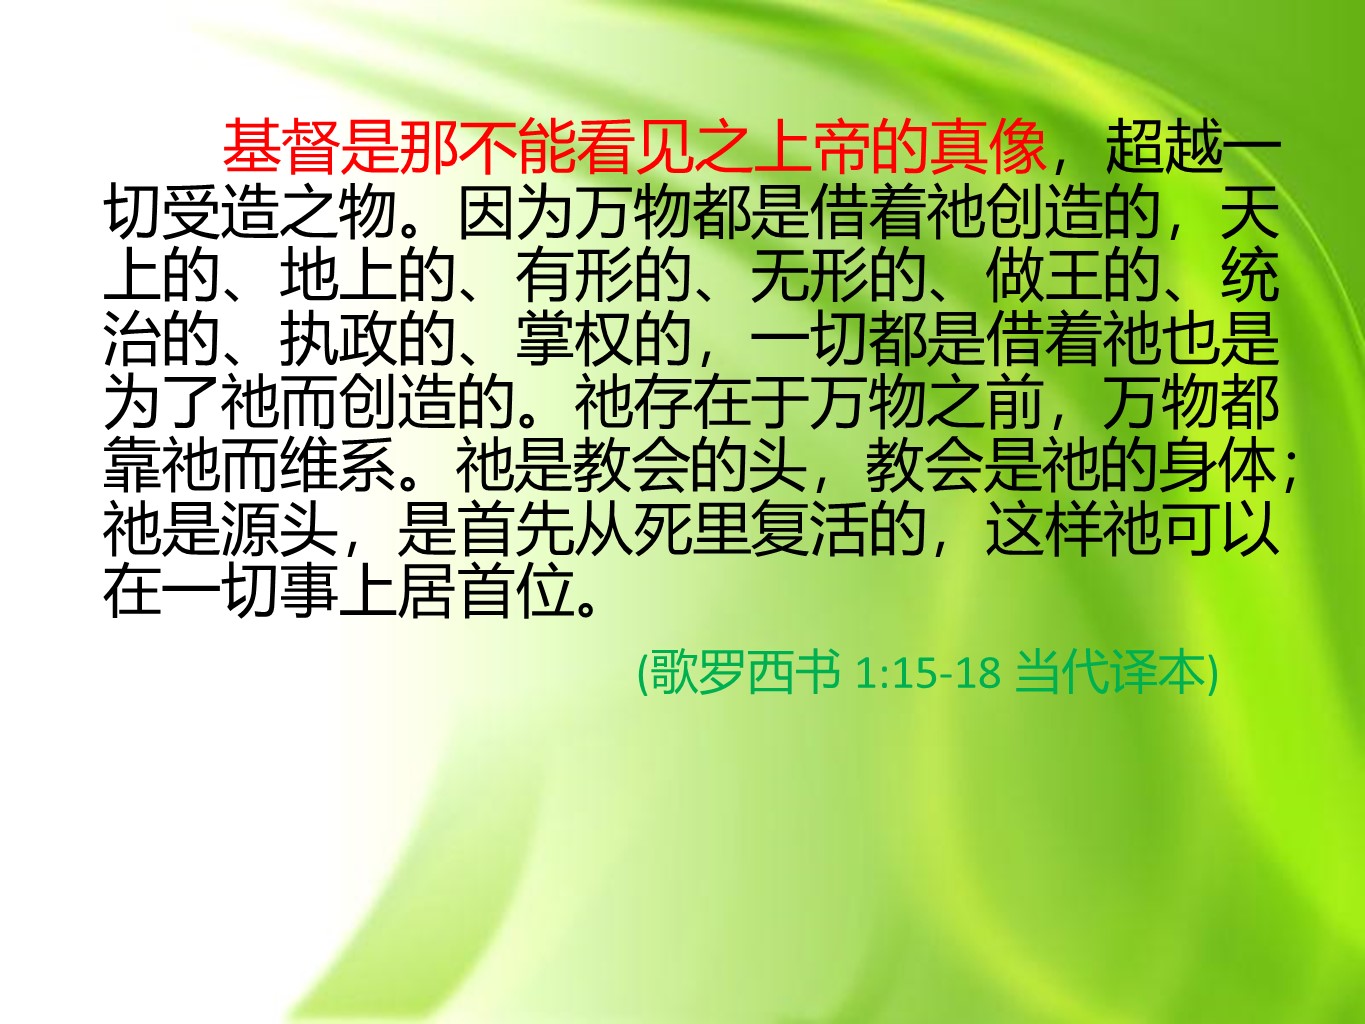 基督是那不能看见之上帝的真像，超越一
切受造之物。因为万物都是借着祂创造的，天
上的、地上的、有形的、无形的、做王的、统
治的、执政的、掌权的，一切都是借着祂也是
为了祂而创造的。祂存在于万物之前，万物都
靠祂而维系。祂是教会的头，教会是祂的身体；
祂是源头，是首先从死里复活的，这样祂可以
在一切事上居首位。
(歌罗西书 1:15-18 当代译本)